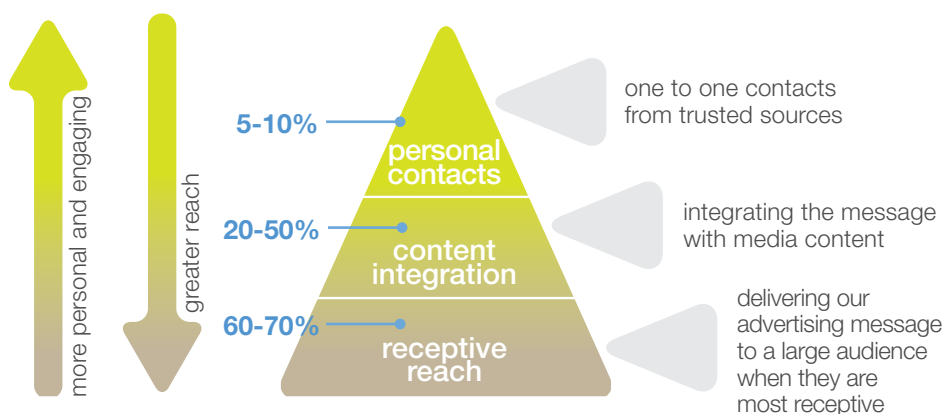 more personal and engaging
greater reach
5-10%
personal
contacts
one to one contacts
from trusted sources
20-50%
content
integration
integrating the message
with media content
60-70%
receptive
reach
delivering our
advertising message
to a large audience
when they are
most receptive